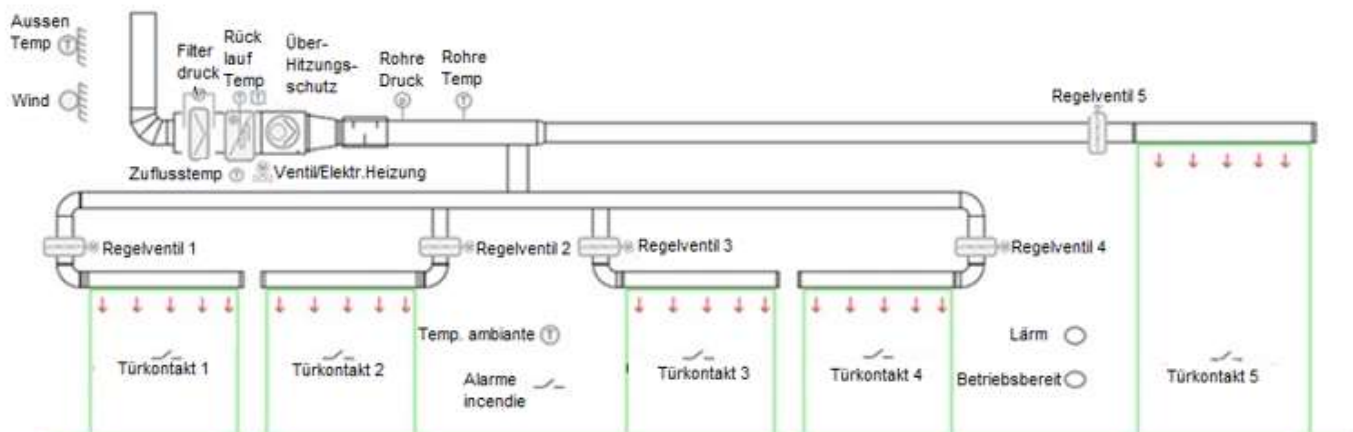 Aussen
Temp T
Wind
Filter
druck
Rück
lauf
Temp
T T
Über-
Hitzungs-
schutz
Rohre
Druck
p
Rohre
Temp
T
Regelventil 5
Zuflusstemp T Ventil/Elektr.Heizung
Regelventil 1
Regelventil 2
Regelventil 3
Regelventil 4
Temp. ambiante T
Alarme
incendie
Lärm
Betriebsbereit
Türkontakt 1
Türkontakt 2
Türkontakt 3
Türkontakt 4
Türkontakt 5